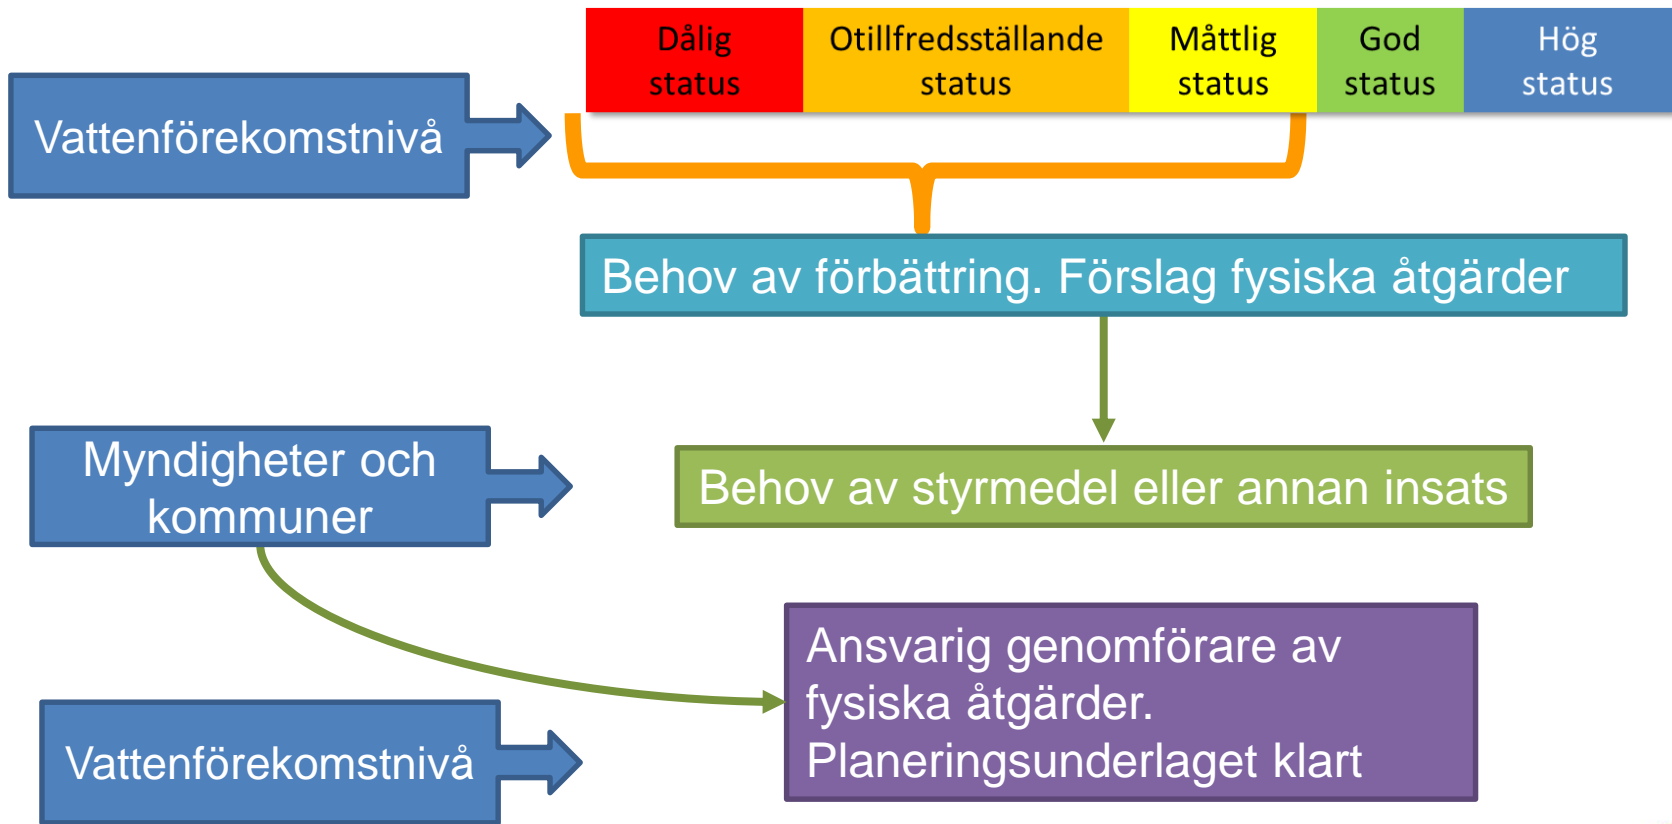 Dålig
status
Otillfredsställande
status
Måttlig
status
God
status
Hög
status
Vattenförekomstnivå
Behov av förbättring. Förslag fysiska åtgärder
Myndigheter och
kommuner
Behov av styrmedel eller annan insats
Ansvarig genomförare av
fysiska åtgärder.
Planeringsunderlaget klart
Vattenförekomstnivå